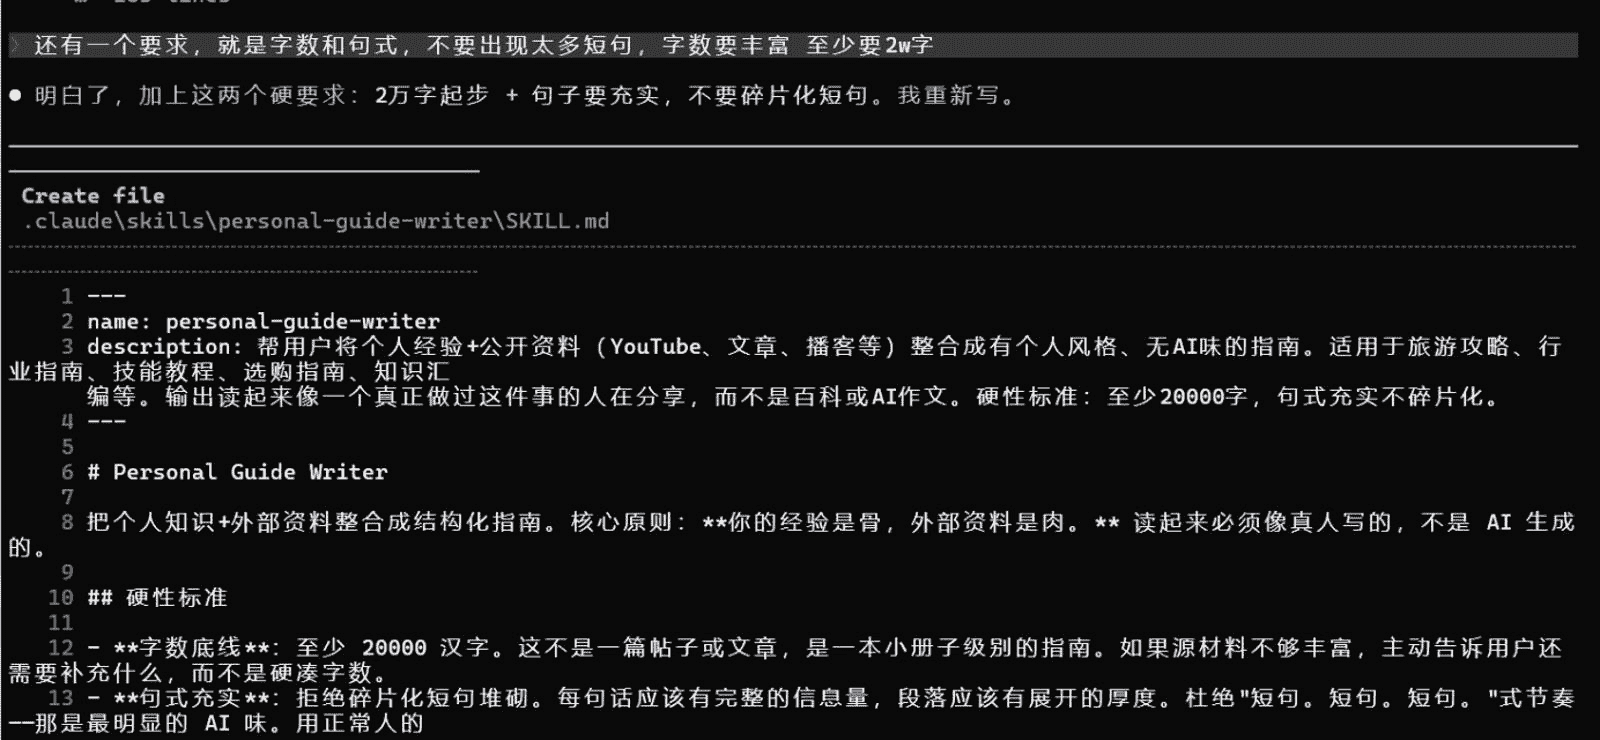 还有一个要求，就是字数和句式，不要出现太多短句，字数要丰富 至少要2w字
● 明白了，加上这两个硬要求：2万字起步 + 句子要充实，不要碎片化短句。我重新写。
Create file
.claude\skills\personal-guide-writer\SKILL.md
1 ---
2 name: personal-guide-writer
3 description: 帮用户将个人经验+公开资料（YouTube、文章、播客等）整合成有个人风格、无AI味的指南。适用于旅游攻略、行
业指南、技能教程、选购指南、知识汇
编等。输出读起来像一个真正做过这件事的人在分享，而不是百科或AI作文。硬性标准：至少20000字，句式充实不碎片化。
4 ---
5
6 # Personal Guide Writer
7
8 把个人知识+外部资料整合成结构化指南。核心原则：**你的经验是骨，外部资料是肉。** 读起来必须像真人写的，不是 AI 生成
的。
9
10 ## 硬性标准
11
12 - **字数底线**：至少 20000 汉字。这不是一篇帖子或文章，是一本小册子级别的指南。如果源材料不够丰富，主动告诉用户还
需要补充什么，而不是硬凑字数。
13 - **句式充实**：拒绝碎片化短句堆砌。每句话应该有完整的信息量，段落应该有展开的厚度。杜绝"短句。短句。短句。"式节奏
——那是最明显的 AI 味。用正常人的